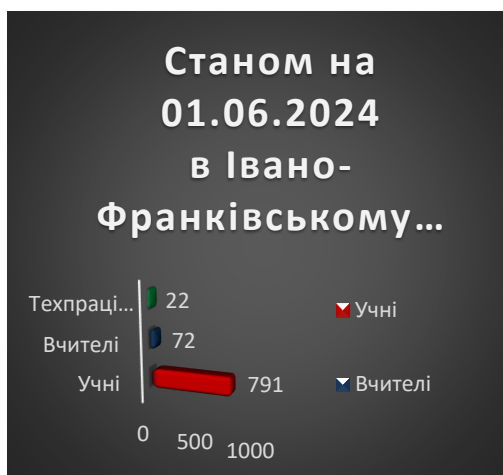 Станом на
01.06.2024
в Івано-
Франківському…
Техпраці… 22
Вчителі 72
Учні 791
0 500 1000
Учні
Вчителі